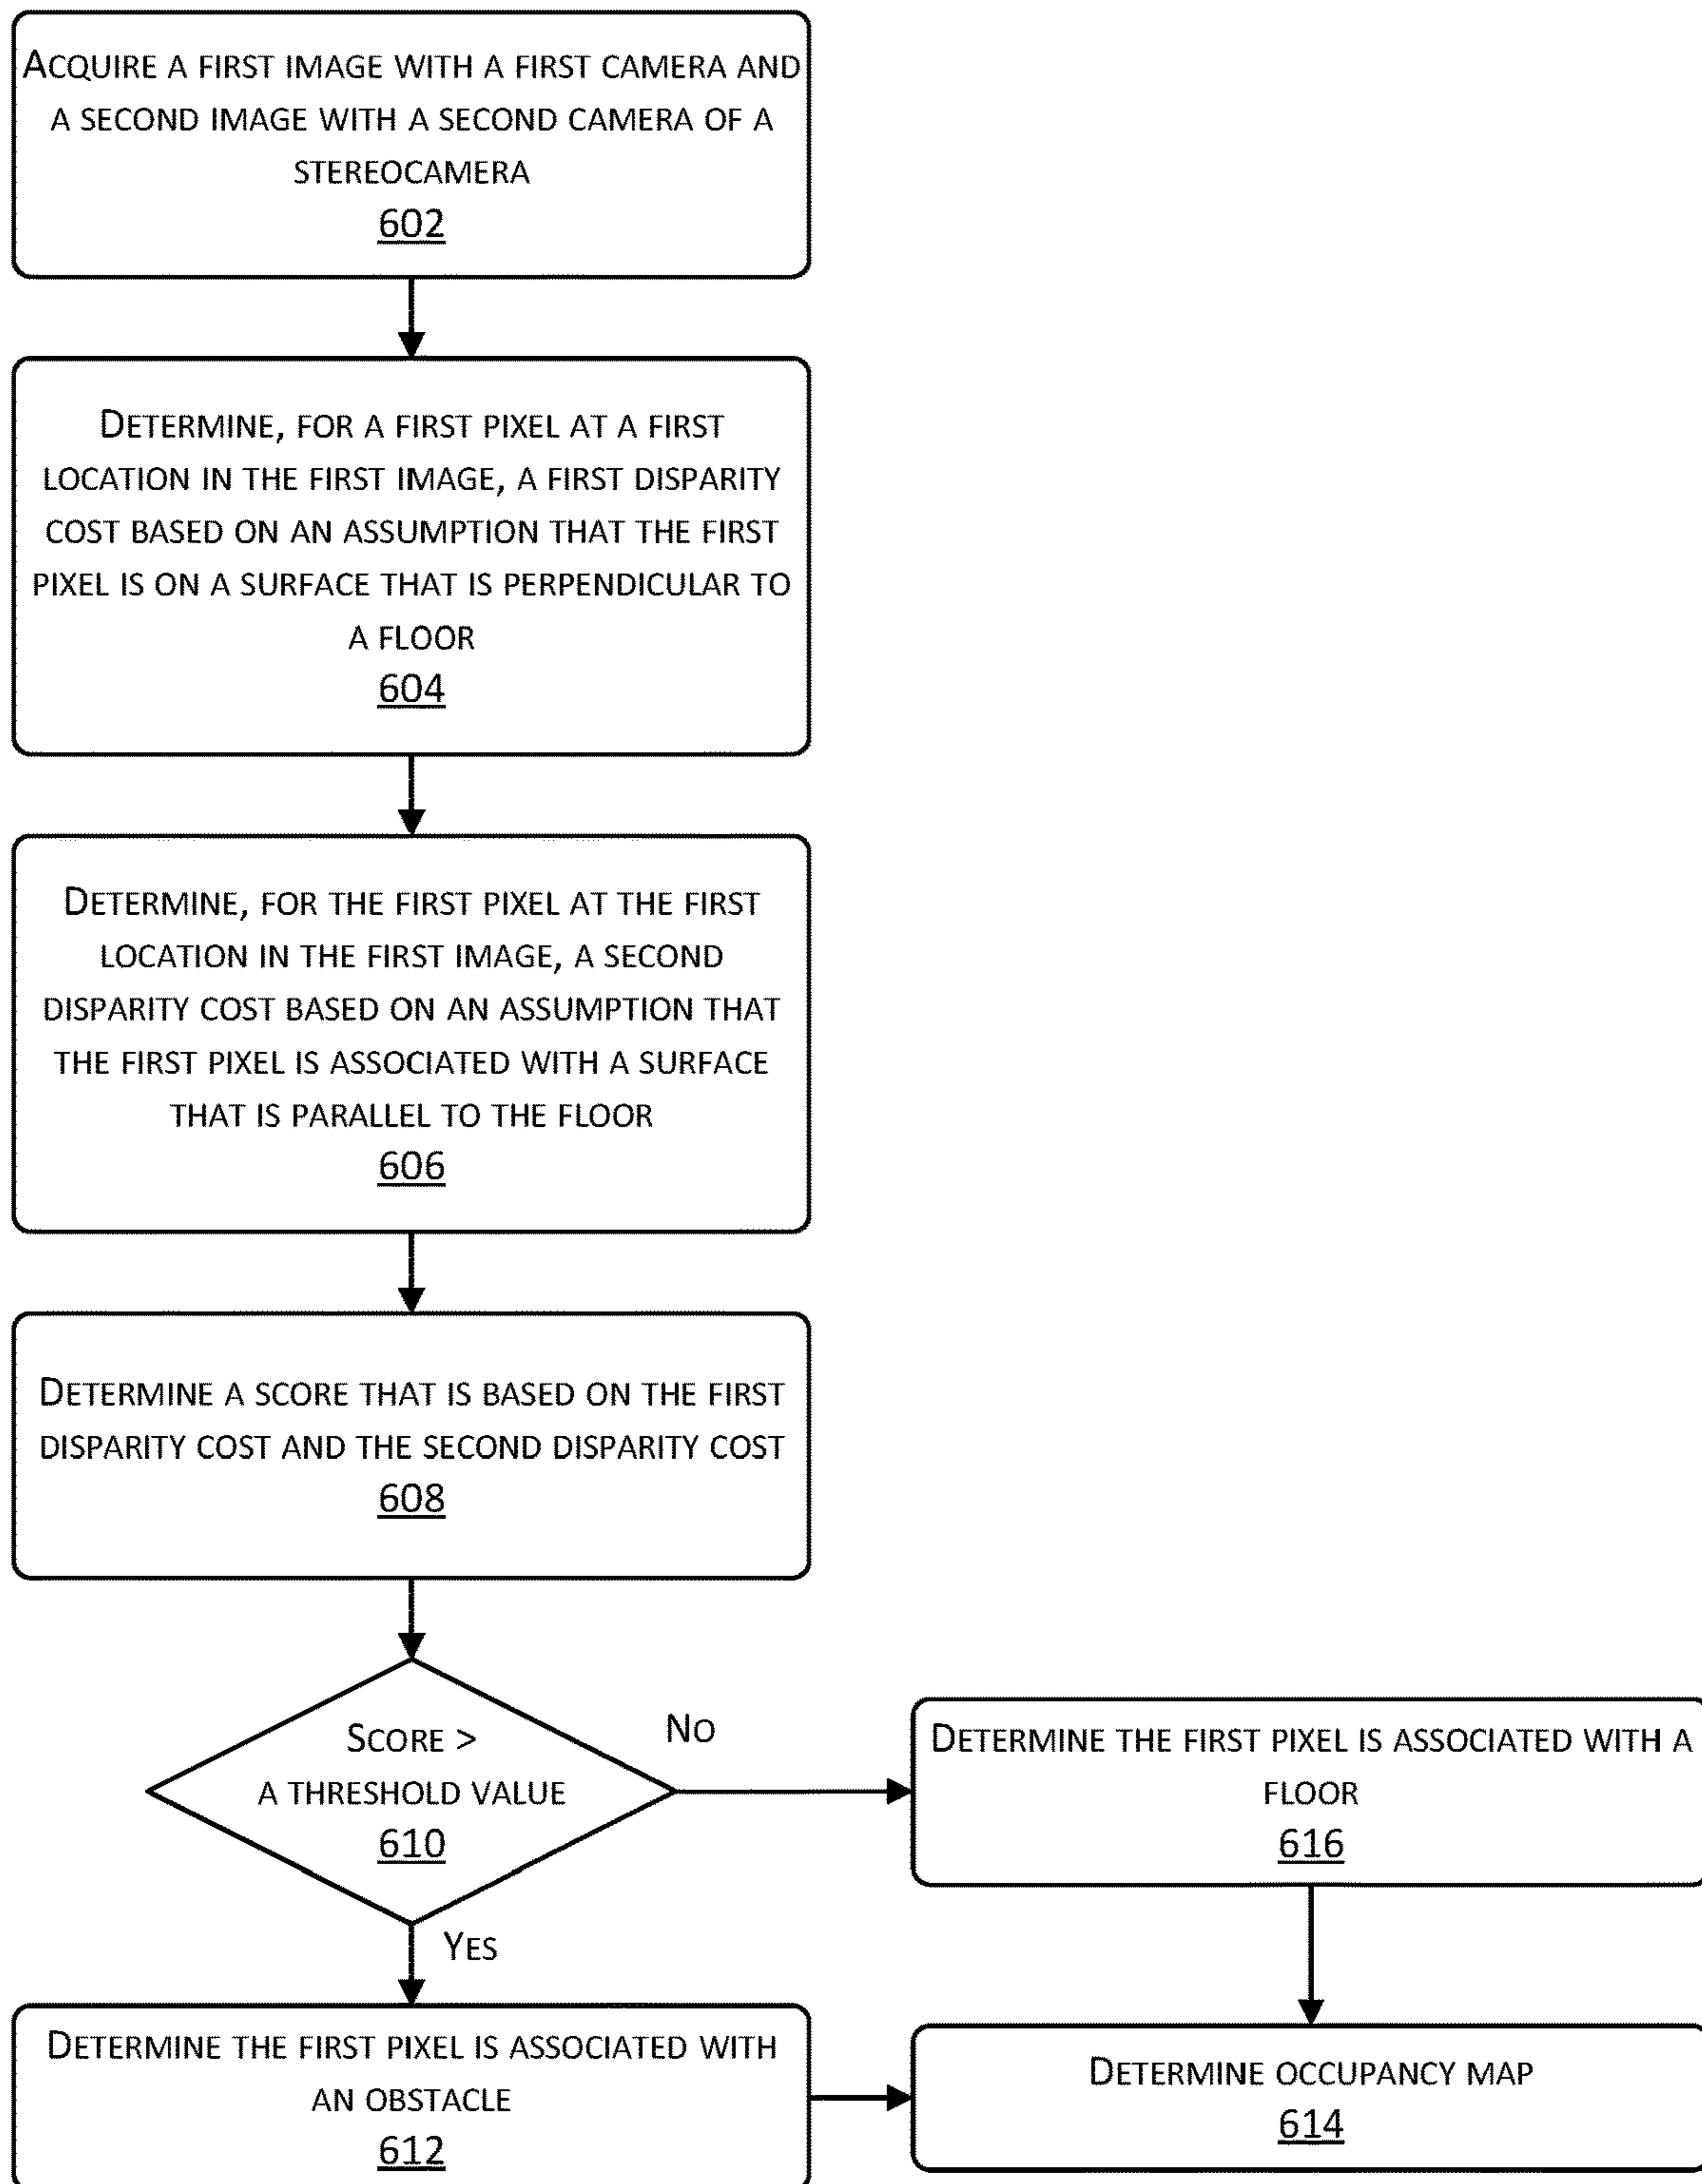 ACQUIRE A FIRST IMAGE WITH A FIRST CAMERA AND
A SECOND IMAGE WITH A SECOND CAMERA OF A
STEREOCAMERA
602
DETERMINE, FOR A FIRST PIXEL AT A FIRST
LOCATION IN THE FIRST IMAGE, A FIRST DISPARITY
COST BASED ON AN ASSUMPTION THAT THE FIRST
PIXEL IS ON A SURFACE THAT IS PERPENDICULAR TO
A FLOOR
604
DETERMINE, FOR THE FIRST PIXEL AT THE FIRST
LOCATION IN THE FIRST IMAGE, A SECOND
DISPARITY COST BASED ON AN ASSUMPTION THAT
THE FIRST PIXEL IS ASSOCIATED WITH A SURFACE
THAT IS PARALLEL TO THE FLOOR
606
DETERMINE A SCORE THAT IS BASED ON THE FIRST
DISPARITY COST AND THE SECOND DISPARITY COST
608
SCORE >
A THRESHOLD VALUE
610
NO
DETERMINE THE FIRST PIXEL IS ASSOCIATED WITH A
FLOOR
616
YES
DETERMINE THE FIRST PIXEL IS ASSOCIATED WITH
AN OBSTACLE
612
DETERMINE OCCUPANCY MAP
614